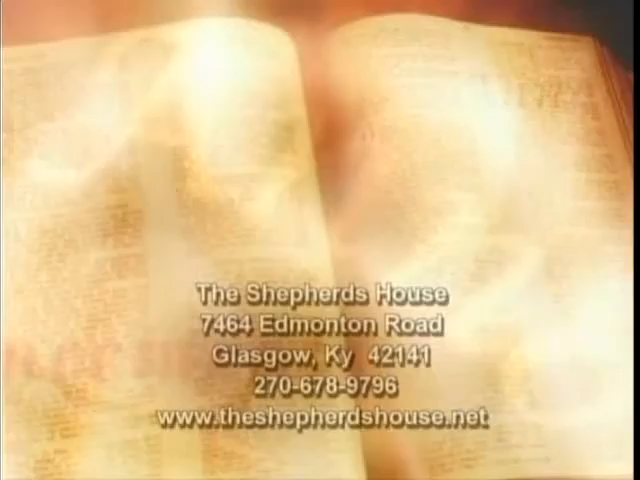 The Shepherds House
7464 Edmonton Road
Glasgow, Ky 42141
270-678-9796
www.theshepherdshouse.net